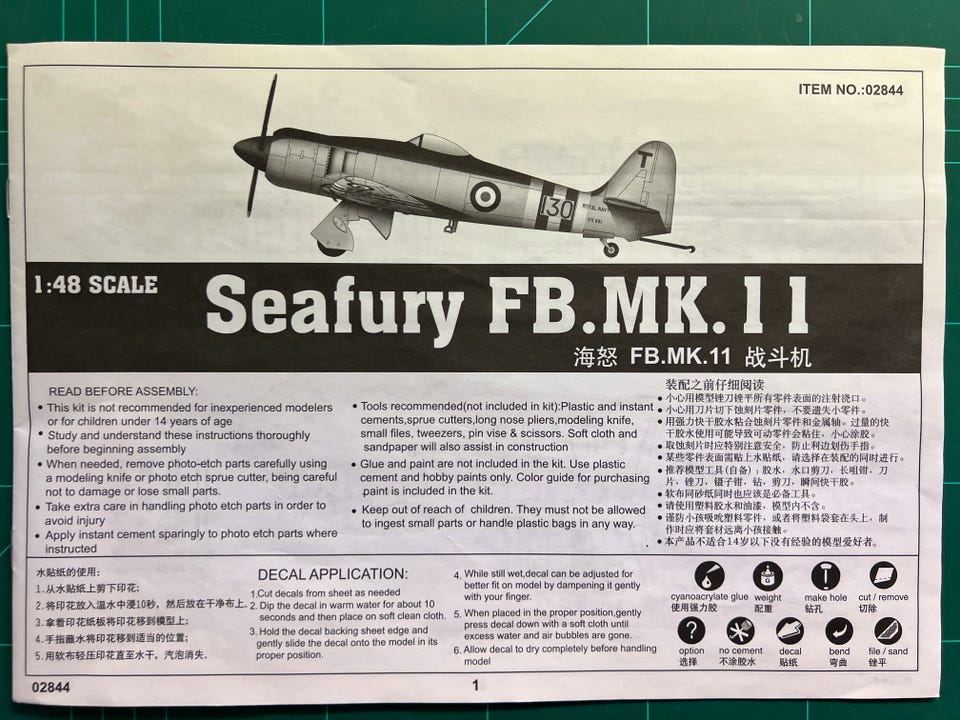 ITEM NO.:02844
T
130
ROYAL NAVY
1:48 SCALE
Seafury FB.MK.11
海怒 FB.MK.11 战斗机
READ BEFORE ASSEMBLY:
• This kit is not recommended for inexperienced modelers
or for children under 14 years of age
• Study and understand these instructions thoroughly
before beginning assembly
• When needed, remove photo-etch parts carefully using
a modeling knife or photo etch sprue cutter, being careful
not to damage or lose small parts.
• Take extra care in handling photo etch parts in order to
avoid injury
• Apply instant cement sparingly to photo etch parts where
instructed
• Tools recommended(not included in kit):Plastic and instant
cements,sprue cutters,long nose pliers,modeling knife,
small files, tweezers, pin vise & scissors. Soft cloth and
sandpaper will also assist in construction
• Glue and paint are not included in the kit. Use plastic
cement and hobby paints only. Color guide for purchasing
paint is included in the kit.
• Keep out of reach of children. They must not be allowed
to ingest small parts or handle plastic bags in any way.
装配之前仔细阅读
• 小心用模型锉刀锉平所有零件表面的注射浇口。
• 小心用刀片切下蚀刻片零件，不要遗失小零件。
• 用强力快干胶水粘合蚀刻片零件和金属轴。过量的快
干胶水使用可能导致可动零件会粘住，小心涂胶。
• 取蚀刻片时应特别注意安全，防止利边划伤手指。
• 某些零件表面需贴上水贴纸，请选择在装配的同时进行。
• 推荐模型工具(自备)：胶水，水口剪刀，长咀钳，刀
片，锉刀，镊子钳，钻，剪刀，瞬间快干胶。
• 软布同砂纸同时也应该是必备工具。
• 请使用塑料胶水和油漆，模型内不含。
• 谨防小孩吸吮塑料零件，或者将塑料袋套在头上，制
作时应将套材远离小孩接触。
• 本产品不适合14岁以下没有经验的模型爱好者。
水贴纸的使用：
1.从水贴纸上剪下印花；
2.将印花放入温水中浸10秒，然后放在干净布上．
3.拿着印花纸板将印花移到模型上；
4.手指蘸水将印花移到适当的位置；
5.用软布轻压印花直至水干，汽泡消失．
DECAL APPLICATION:
1.Cut decals from sheet as needed
2. Dip the decal in warm water for about 10
seconds and then place on soft clean cloth.
3. Hold the decal backing sheet edge and
gently slide the decal onto the model in its
proper position.
4. While still wet,decal can be adjusted for
better fit on model by dampening it gently
with your finger.
5. When placed in the proper position,gently
press decal down with a soft cloth until
excess water and air bubbles are gone.
6. Allow decal to dry completely before handling
model
cyanoacrylate glue weight make hole cut / remove
使用强力胶 配重 钻孔 切除
?
option no cement decal bend file / sand
选择 不涂胶水 贴纸 弯曲 锉平
02844
1